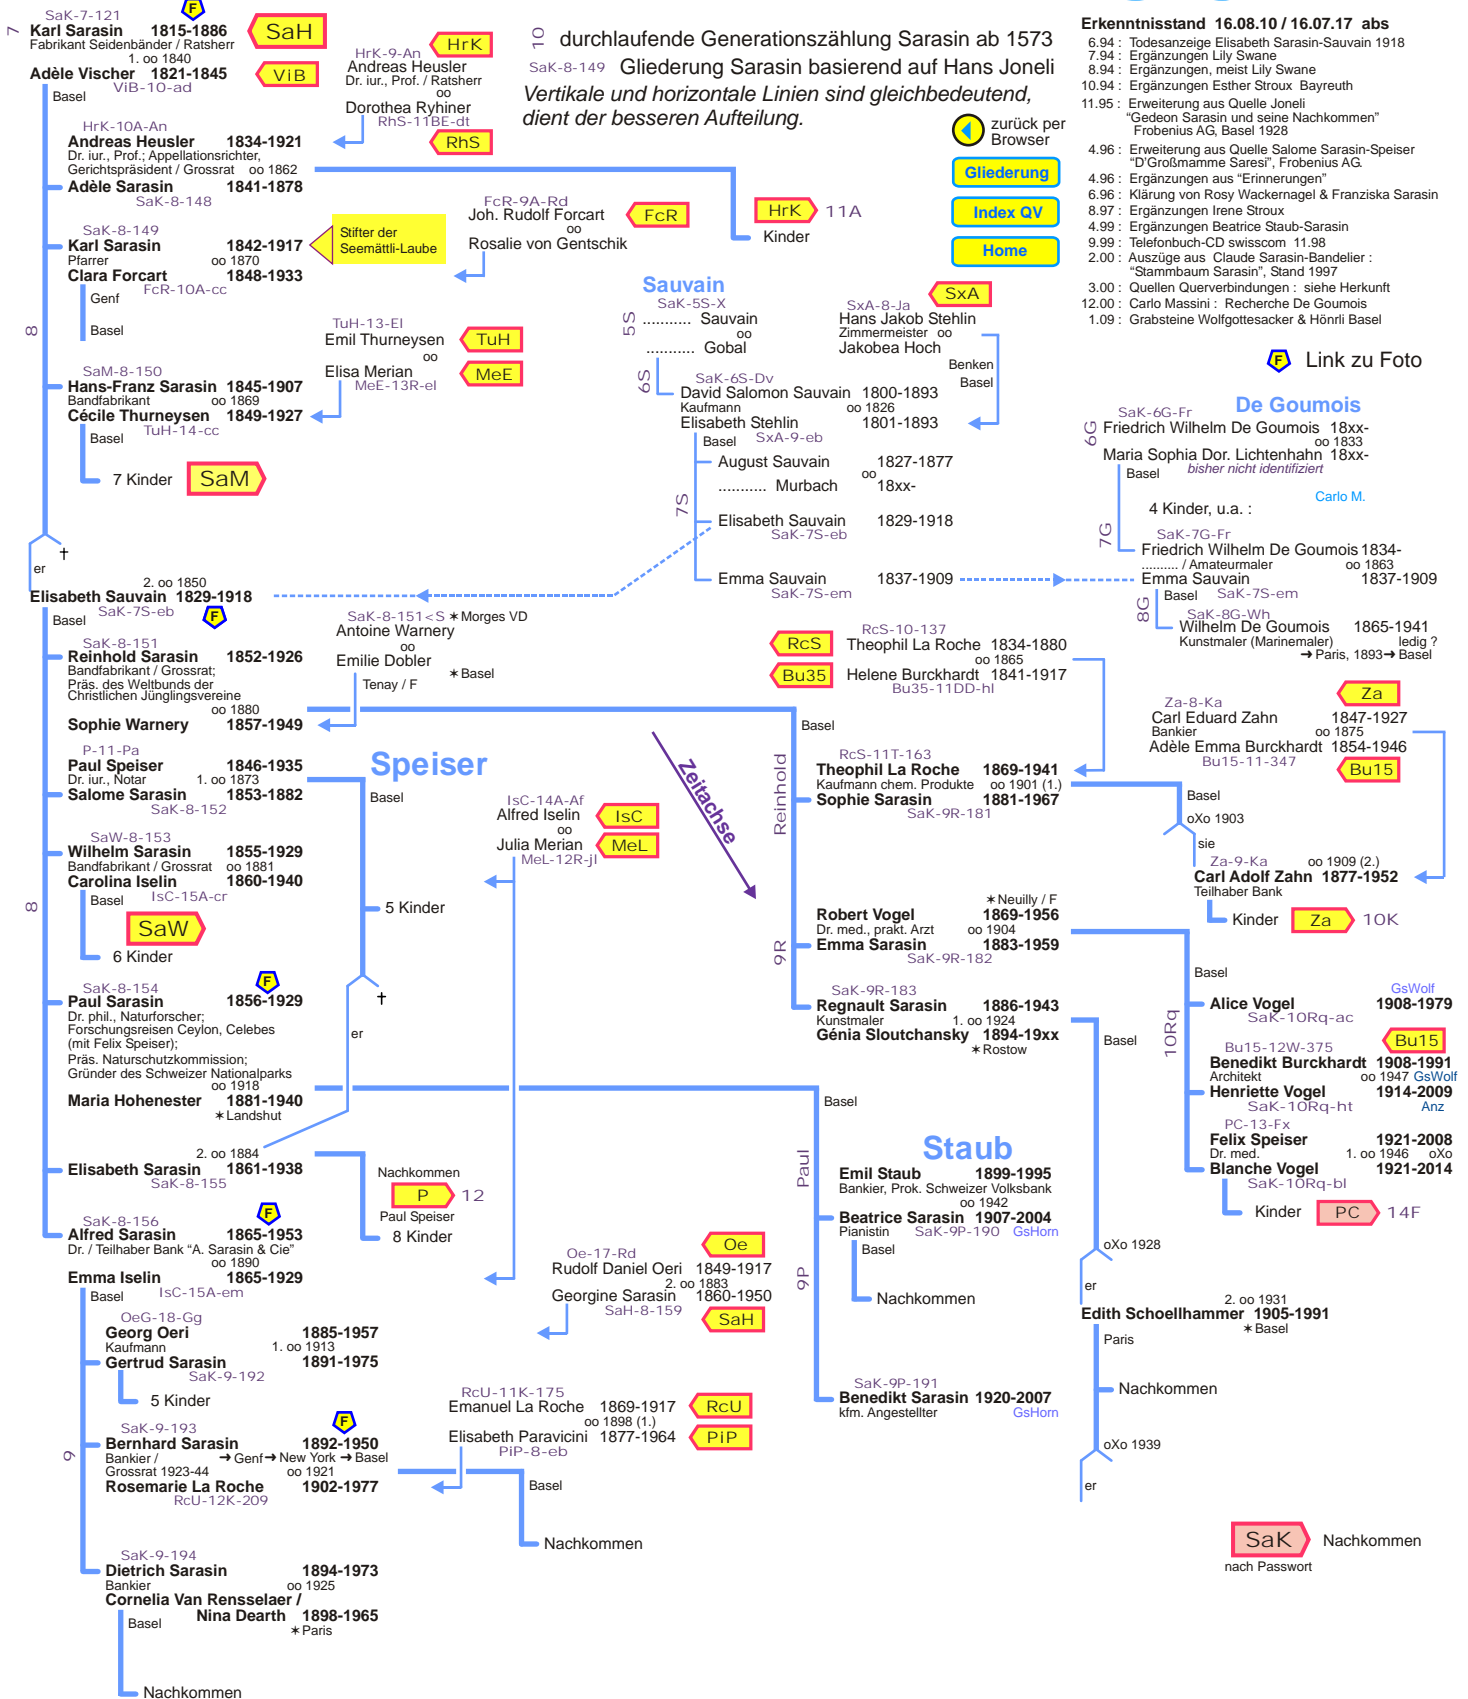 SaK-7-121
F
7
Karl Sarasin 1815-1886
SaH
Fabrikant Seidenbänder / Ratsherr
1. oo 1840
Adèle Vischer 1821-1845
ViB
ViB-10-ad
Basel
HrK-9-An
HrK
Andreas Heusler
Dr. iur., Prof. / Ratsherr
oo
Dorothea Ryhiner
RhS-11BE-dt
RhS
10 durchlaufende Generationszählung Sarasin ab 1573
SaK-8-149 Gliederung Sarasin basierend auf Hans Joneli
Vertikale und horizontale Linien sind gleichbedeutend,
dient der besseren Aufteilung.
zurück per
Browser
Gliederung
Index QV
Home
Erkenntnisstand 16.08.10 / 16.07.17 abs
6.94 : Todesanzeige Elisabeth Sarasin-Sauvain 1918
7.94 : Ergänzungen Lily Swane
8.94 : Ergänzungen, meist Lily Swane
10.94 : Ergänzungen Esther Stroux Bayreuth
11.95 : Erweiterung aus Quelle Joneli
“Gedeon Sarasin und seine Nachkommen”
Frobenius AG, Basel 1928
4.96 : Erweiterung aus Quelle Salome Sarasin-Speiser
“D'Großmamme Saresi”, Frobenius AG.
4.96 : Ergänzungen aus “Erinnerungen”
6.96 : Klärung von Rosy Wackernagel & Franziska Sarasin
8.97 : Ergänzungen Irene Stroux
4.99 : Ergänzungen Beatrice Staub-Sarasin
9.99 : Telefonbuch-CD swisscom 11.98
2.00 : Auszüge aus Claude Sarasin-Bandelier :
“Stammbaum Sarasin”, Stand 1997
3.00 : Quellen Querverbindungen : siehe Herkunft
12.00 : Carlo Massini : Recherche De Goumois
1.09 : Grabsteine Wolfgottesacker & Hönrli Basel
F Link zu Foto
HrK-10A-An
Andreas Heusler 1834-1921
Dr. iur., Prof.; Appellationsrichter,
Gerichtspräsident / Grossrat oo 1862
Adèle Sarasin 1841-1878
SaK-8-148
HrK 11A
Kinder
SaK-8-149
Karl Sarasin 1842-1917
Pfarrer oo 1870
Clara Forcart 1848-1933
FcR-10A-cc
Genf
Basel
Stifter der
Seemättli-Laube
FcR-9A-Rd
Joh. Rudolf Forcart
FcR
oo
Rosalie von Gentschik
8
SaM-8-150
Hans-Franz Sarasin 1845-1907
Bandfabrikant oo 1869
Cécile Thurneysen 1849-1927
TuH-14-cc
Basel
7 Kinder
SaM
TuH-13-El
Emil Thurneysen
TuH
oo
Elisa Merian
MeE
MeE-13R-el
Sauvain
SaK-5S-X
5S
........... Sauvain
oo
........... Gobal
SxA
SxA-8-Ja
Hans Jakob Stehlin
Zimmermeister oo
Jakobea Hoch
Benken
Basel
6S
SaK-6S-Dv
David Salomon Sauvain 1800-1893
Kaufmann oo 1826
Elisabeth Stehlin 1801-1893
SxA-9-eb
Basel
7S
August Sauvain 1827-1877
oo
........... Murbach 18xx-
Elisabeth Sauvain 1829-1918
SaK-7S-eb
Emma Sauvain 1837-1909
SaK-7S-em
De Goumois
SaK-6G-Fr
6G
Friedrich Wilhelm De Goumois 18xx-
oo 1833
Maria Sophia Dor. Lichtenhahn 18xx-
Basel
bisher nicht identifiziert
Carlo M.
4 Kinder, u.a. :
7G
SaK-7G-Fr
Friedrich Wilhelm De Goumois 1834-
.......... / Amateurmaler oo 1863
Emma Sauvain 1837-1909
SaK-7S-em
Basel
8G
SaK-8G-Wh
Wilhelm De Goumois 1865-1941
Kunstmaler (Marinemaler) ledig ?
➔ Paris, 1893 ➔ Basel
✝
er
2. oo 1850
Elisabeth Sauvain 1829-1918
SaK-7S-eb
F
Basel
SaK-8-151
Reinhold Sarasin 1852-1926
Bandfabrikant / Grossrat;
Präs. des Weltbunds der
Christlichen Jünglingsvereine
oo 1880
Sophie Warnery 1857-1949
SaK-8-151<S ✶ Morges VD
Antoine Warnery
oo
Emilie Dobler
✶ Basel
Tenay / F
RcS-10-137
RcS
Theophil La Roche 1834-1880
oo 1865
Bu35
Helene Burckhardt 1841-1917
Bu35-11DD-hl
Za
Za-8-Ka
Carl Eduard Zahn 1847-1927
Bankier oo 1875
Adèle Emma Burckhardt 1854-1946
Bu15-11-347
Bu15
P-11-Pa
Paul Speiser 1846-1935
Dr. iur., Notar 1. oo 1873
Salome Sarasin 1853-1882
SaK-8-152
Speiser
Basel
5 Kinder
Zeitachse
Basel
Reinhold
RcS-11T-163
Theophil La Roche 1869-1941
Kaufmann chem. Produkte oo 1901 (1.)
Sophie Sarasin 1881-1967
SaK-9R-181
Basel
oXo 1903
sie
Za-9-Ka oo 1909 (2.)
Carl Adolf Zahn 1877-1952
Teilhaber Bank
Kinder
Za 10K
8
SaW-8-153
Wilhelm Sarasin 1855-1929
Bandfabrikant / Grossrat oo 1881
Carolina Iselin 1860-1940
IsC-15A-cr
Basel
SaW
6 Kinder
IsC-14A-Af
Alfred Iselin
IsC
oo
Julia Merian
MeL
MeL-12R-jl
✶ Neuilly / F
Robert Vogel 1869-1956
Dr. med., prakt. Arzt oo 1904
Emma Sarasin 1883-1959
SaK-9R-182
9R
Basel
SaK-8-154
F
Paul Sarasin 1856-1929
Dr. phil., Naturforscher;
Forschungsreisen Ceylon, Celebes
(mit Felix Speiser);
Präs. Naturschutzkommission;
Gründer des Schweizer Nationalparks
oo 1918
Maria Hohenester 1881-1940
✶ Landshut
✝
er
SaK-9R-183
Regnault Sarasin 1886-1943
Kunstmaler 1. oo 1924
Génia Sloutchansky 1894-19xx
✶ Rostow
Basel
10Rq
GsWolf
Alice Vogel 1908-1979
SaK-10Rq-ac
Bu15
Bu15-12W-375
Benedikt Burckhardt 1908-1991
Architekt oo 1947 GsWolf
Henriette Vogel 1914-2009
SaK-10Rq-ht Anz
PC-13-Fx
Felix Speiser 1921-2008
Dr. med. 1. oo 1946 oXo
Blanche Vogel 1921-2014
SaK-10Rq-bl
Kinder
PC 14F
2. oo 1884
Elisabeth Sarasin 1861-1938
SaK-8-155
Nachkommen
P 12
Paul Speiser
8 Kinder
Basel
Paul
Staub
Emil Staub 1899-1995
Bankier, Prok. Schweizer Volksbank
oo 1942
Beatrice Sarasin 1907-2004
Pianistin SaK-9P-190 GsHorn
Basel
Nachkommen
9P
SaK-8-156
F
Alfred Sarasin 1865-1953
Dr. / Teilhaber Bank “A. Sarasin & Cie”
oo 1890
Emma Iselin 1865-1929
IsC-15A-em
Basel
Oe
Oe-17-Rd
Rudolf Daniel Oeri 1849-1917
2. oo 1883
Georgine Sarasin 1860-1950
SaH-8-159
SaH
oXo 1928
er
2. oo 1931
Edith Schoellhammer 1905-1991
✶ Basel
Paris
Nachkommen
OeG-18-Gg
Georg Oeri 1885-1957
Kaufmann 1. oo 1913
Gertrud Sarasin 1891-1975
SaK-9-192
5 Kinder
SaK-9P-191
Benedikt Sarasin 1920-2007
kfm. Angestellter GsHorn
RcU-11K-175
Emanuel La Roche 1869-1917
RcU
oo 1898 (1.)
Elisabeth Paravicini 1877-1964
PiP
PiP-8-eb
9
SaK-9-193
F
Bernhard Sarasin 1892-1950
Bankier / ➔ Genf ➔ New York ➔ Basel
Grossrat 1923-44 oo 1921
Rosemarie La Roche 1902-1977
RcU-12K-209
Basel
Nachkommen
oXo 1939
er
SaK-9-194
Dietrich Sarasin 1894-1973
Bankier oo 1925
Cornelia Van Rensselaer /
Nina Dearth 1898-1965
✶ Paris
Basel
Nachkommen
SaK Nachkommen
nach Passwort